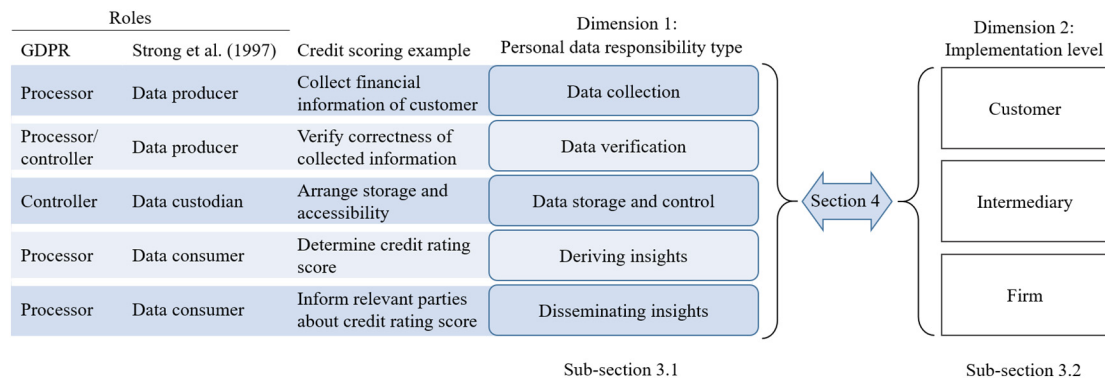 Roles
Dimension 1:
Personal data responsibility type
Dimension 2:
Implementation level
GDPR
Strong et al. (1997)
Credit scoring example
Processor
Data producer
Collect financial
information of customer
Data collection
Processor/
controller
Data producer
Verify correctness of
collected information
Data verification
Controller
Data custodian
Arrange storage and
accessibility
Data storage and control
Processor
Data consumer
Determine credit rating
score
Deriving insights
Processor
Data consumer
Inform relevant parties
about credit rating score
Disseminating insights
Section 4
Customer
Intermediary
Firm
Sub-section 3.1
Sub-section 3.2